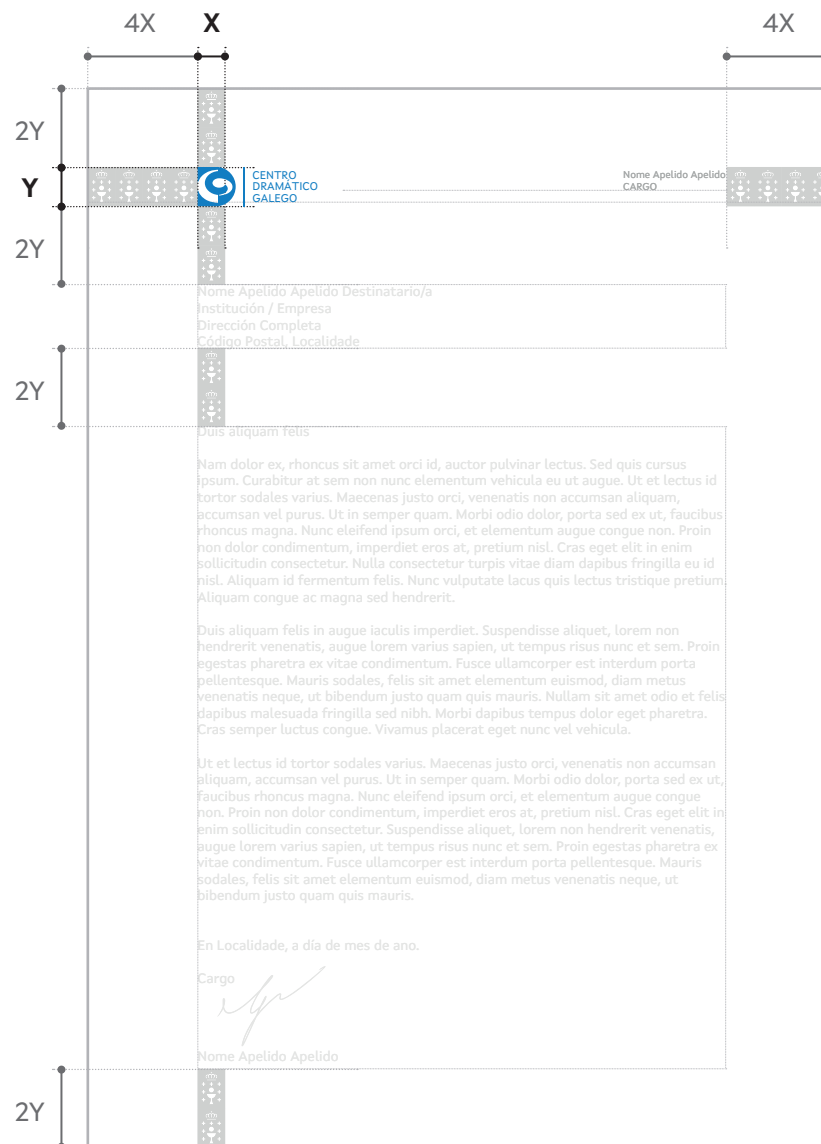 4X X 4X
2Y
Y
CENTRO
DRAMÁTICO
GALEGO
Nome Apelido Apelido
CARGO
2Y
Nome Apelido Apelido Destinatario/a
Institución / Empresa
Dirección Completa
Código Postal, Localidade
2Y
Duis aliquam felis
Nam dolor ex, rhoncus sit amet orci id, auctor pulvinar lectus. Sed quis cursus
ipsum. Curabitur at sem non nunc elementum vehicula eu ut augue. Ut et lectus id
tortor sodales varius. Maecenas justo orci, venenatis non accumsan aliquam,
accumsan vel purus. Ut in semper quam. Morbi odio dolor, porta sed ex ut, faucibus
rhoncus magna. Nunc eleifend ipsum orci, et elementum augue congue non. Proin
non dolor condimentum, imperdiet eros at, pretium nisl. Cras eget elit in enim
sollicitudin consectetur. Nulla consectetur turpis vitae diam dapibus fringilla eu id
nisl. Aliquam id fermentum felis. Nunc vulputate lacus quis lectus tristique pretium.
Aliquam congue ac magna sed hendrerit.
Duis aliquam felis in augue iaculis imperdiet. Suspendisse aliquet, lorem non
hendrerit venenatis, augue lorem varius sapien, ut tempus risus nunc et sem. Proin
egestas pharetra ex vitae condimentum. Fusce ullamcorper est interdum porta
pellentesque. Mauris sodales, felis sit amet elementum euismod, diam metus
venenatis neque, ut bibendum justo quam quis mauris. Nullam sit amet odio et felis
dapibus malesuada fringilla sed nibh. Morbi dapibus tempus dolor eget pharetra.
Cras semper luctus congue. Vivamus placerat eget nunc vel vehicula.
Ut et lectus id tortor sodales varius. Maecenas justo orci, venenatis non accumsan
aliquam, accumsan vel purus. Ut in semper quam. Morbi odio dolor, porta sed ex ut,
faucibus rhoncus magna. Nunc eleifend ipsum orci, et elementum augue congue
non. Proin non dolor condimentum, imperdiet eros at, pretium nisl. Cras eget elit in
enim sollicitudin consectetur. Suspendisse aliquet, lorem non hendrerit venenatis,
augue lorem varius sapien, ut tempus risus nunc et sem. Proin egestas pharetra ex
vitae condimentum. Fusce ullamcorper est interdum porta pellentesque. Mauris
sodales, felis sit amet elementum euismod, diam metus venenatis neque, ut
bibendum justo quam quis mauris.
En Localidade, a día de mes de ano.
Cargo
Nome Apelido Apelido
2Y